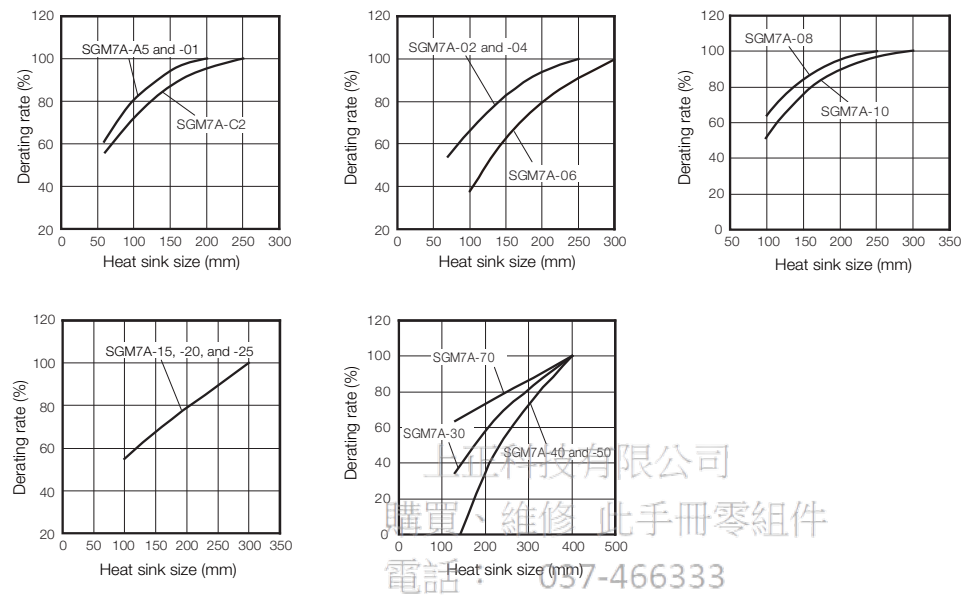 120
100
80
60
40
20
0 50 100 150 200 250 300
Derating rate (%)
Heat sink size (mm)
SGM7A-A5 and -01
SGM7A-C2
120
100
80
60
40
20
0 50 100 150 200 250 300
Derating rate (%)
Heat sink size (mm)
SGM7A-02 and -04
SGM7A-06
120
100
80
60
40
20
0
50 100 150 200 250 300 350
Derating rate (%)
Heat sink size (mm)
SGM7A-08
SGM7A-10
120
100
80
60
40
20
0 50 100 150 200 250 300 350
Derating rate (%)
Heat sink size (mm)
SGM7A-15, -20, and -25
120
100
80
60
40
20
0
0 100 200 300 400 500
Derating rate (%)
Heat sink size (mm)
SGM7A-70
SGM7A-30
SGM7A-40 and -50
上正科技有限公司
購買、維修 此手冊零組件
電話： 037-466333